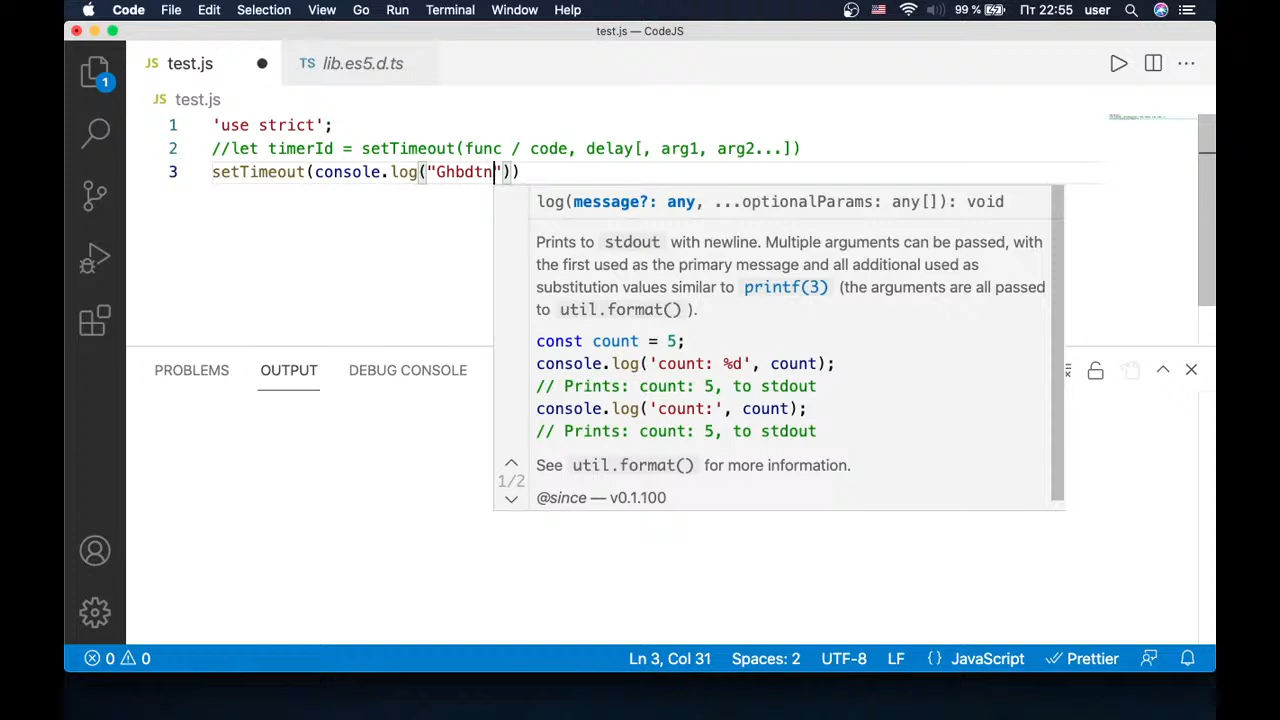 Code File Edit Selection View Go Run Terminal Window Help 99 % Пт 22:55 user
test.js — CodeJS
JS test.js TS lib.es5.d.ts
JS test.js
1 'use strict';
2 //let timerId = setTimeout(func / code, delay[, arg1, arg2...])
3 setTimeout(console.log("Ghbdtn"))
log(message?: any, ...optionalParams: any[]): void
Prints to stdout with newline. Multiple arguments can be passed, with
the first used as the primary message and all additional used as
substitution values similar to printf(3) (the arguments are all passed
to util.format() ).
const count = 5;
console.log('count: %d', count);
// Prints: count: 5, to stdout
console.log('count:', count);
// Prints: count: 5, to stdout
See util.format() for more information.
@since — v0.1.100
1/2
1
PROBLEMS OUTPUT DEBUG CONSOLE
0 0 Ln 3, Col 31 Spaces: 2 UTF-8 LF {} JavaScript Prettier